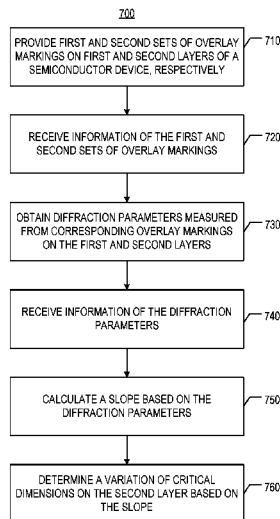 700
PROVIDE FIRST AND SECOND SETS OF OVERLAY
MARKINGS ON FIRST AND SECOND LAYERS OF A
SEMICONDUCTOR DEVICE, RESPECTIVELY
710
RECEIVE INFORMATION OF THE FIRST AND
SECOND SETS OF OVERLAY MARKINGS
720
OBTAIN DIFFRACTION PARAMETERS MEASURED
FROM CORRESPONDING OVERLAY MARKINGS
ON THE FIRST AND SECOND LAYERS
730
RECEIVE INFORMATION OF THE DIFFRACTION
PARAMETERS
740
CALCULATE A SLOPE BASED ON THE
DIFFRACTION PARAMETERS
750
DETERMINE A VARIATION OF CRITICAL
DIMENSIONS ON THE SECOND LAYER BASED ON
THE SLOPE
760